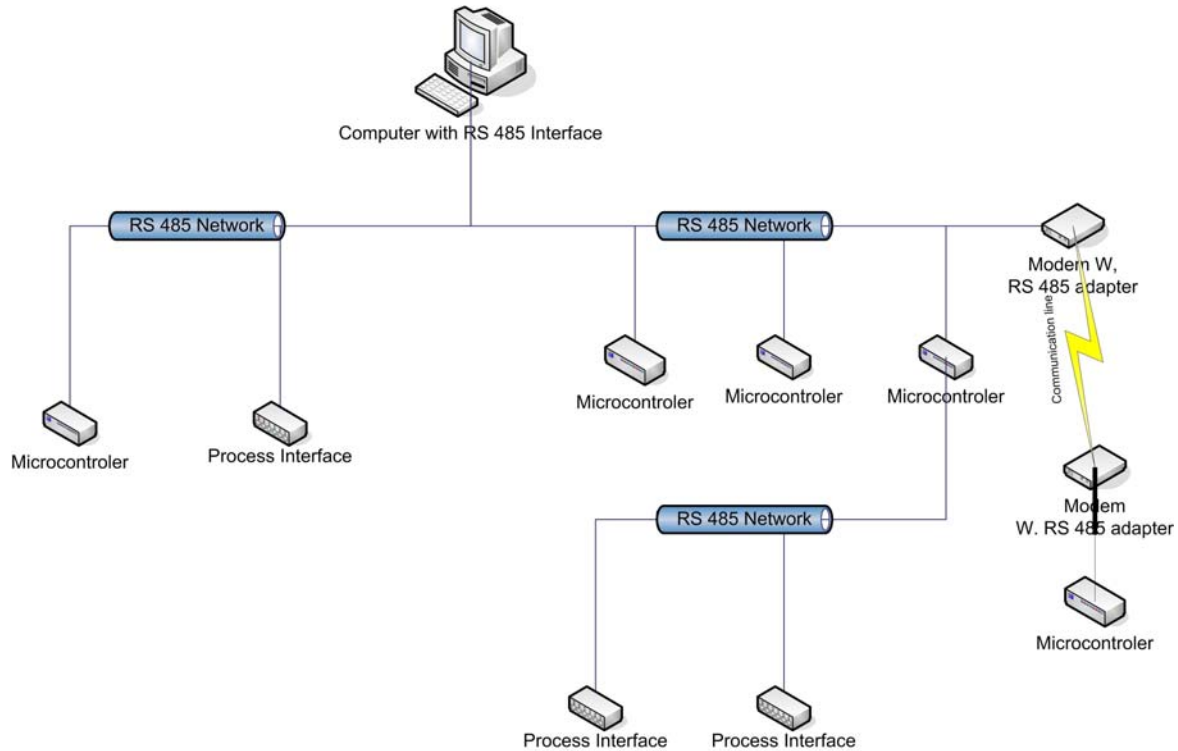 Computer with RS 485 Interface
RS 485 Network
RS 485 Network
Modem W,
RS 485 adapter
Communication line
Microcontroler
Microcontroler
Microcontroler
Microcontroler
Process Interface
Modem
W. RS 485 adapter
RS 485 Network
Microcontroler
Process Interface
Process Interface